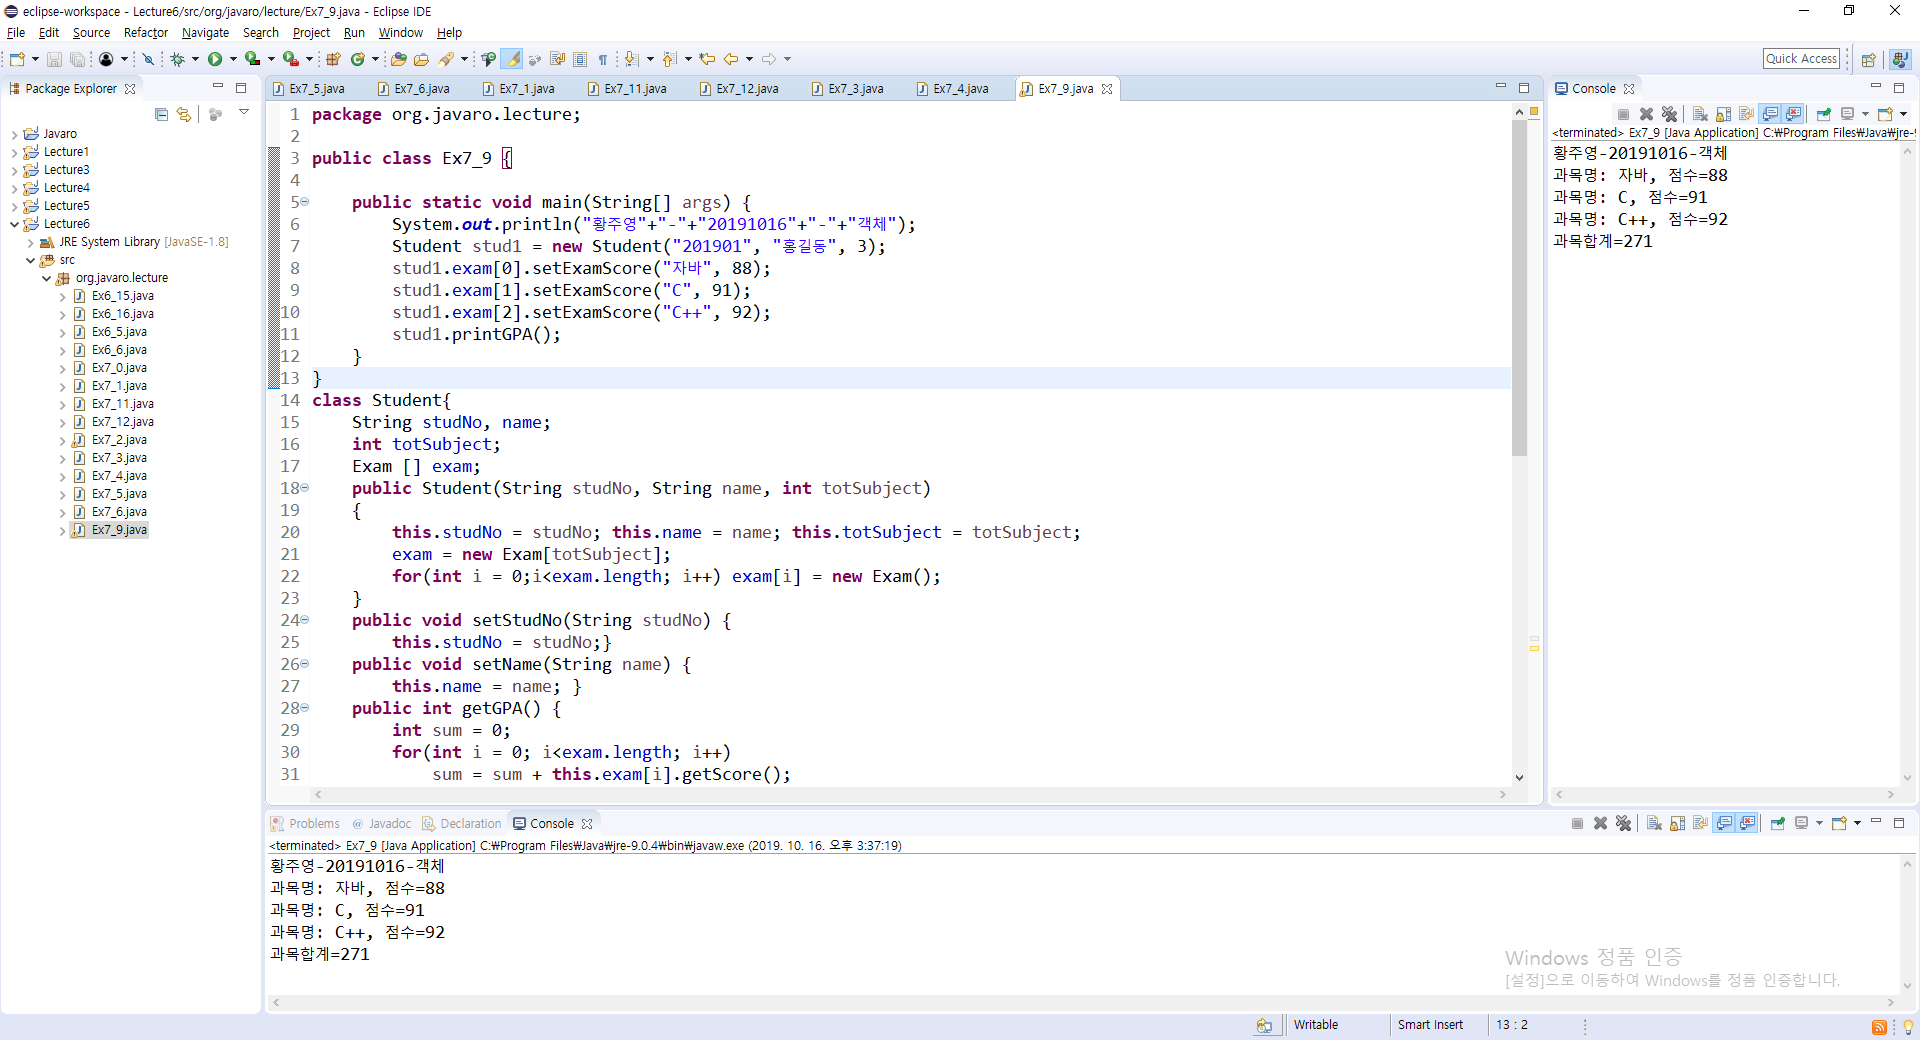 eclipse-workspace - Lecture6/src/org/javaro/lecture/Ex7_9.java - Eclipse IDE
File Edit Source Refactor Navigate Search Project Run Window Help
Quick Access
Package Explorer
Javaro
Lecture1
Lecture3
Lecture4
Lecture5
Lecture6
JRE System Library [JavaSE-1.8]
src
org.javaro.lecture
Ex6_15.java
Ex6_16.java
Ex6_5.java
Ex6_6.java
Ex7_0.java
Ex7_1.java
Ex7_11.java
Ex7_12.java
Ex7_2.java
Ex7_3.java
Ex7_4.java
Ex7_5.java
Ex7_6.java
Ex7_9.java
Ex7_5.java Ex7_6.java Ex7_1.java Ex7_11.java Ex7_12.java Ex7_3.java Ex7_4.java Ex7_9.java
1 package org.javaro.lecture;
2
3 public class Ex7_9 {
4
5 public static void main(String[] args) {
6 System.out.println("황주영"+"-"+"20191016"+"-"+"객체");
7 Student stud1 = new Student("201901", "홍길동", 3);
8 stud1.exam[0].setExamScore("자바", 88);
9 stud1.exam[1].setExamScore("C", 91);
10 stud1.exam[2].setExamScore("C++", 92);
11 stud1.printGPA();
12 }
13 }
14 class Student{
15 String studNo, name;
16 int totSubject;
17 Exam [] exam;
18 public Student(String studNo, String name, int totSubject)
19 {
20 this.studNo = studNo; this.name = name; this.totSubject = totSubject;
21 exam = new Exam[totSubject];
22 for(int i = 0;i<exam.length; i++) exam[i] = new Exam();
23 }
24 public void setStudNo(String studNo) {
25 this.studNo = studNo;}
26 public void setName(String name) {
27 this.name = name; }
28 public int getGPA() {
29 int sum = 0;
30 for(int i = 0; i<exam.length; i++)
31 sum = sum + this.exam[i].getScore();
Console
<terminated> Ex7_9 [Java Application] C:₩Program Files₩Java₩jre-9
황주영-20191016-객체
과목명: 자바, 점수=88
과목명: C, 점수=91
과목명: C++, 점수=92
과목합계=271
Problems @ Javadoc Declaration Console
<terminated> Ex7_9 [Java Application] C:₩Program Files₩Java₩jre-9.0.4₩bin₩javaw.exe (2019. 10. 16. 오후 3:37:19)
황주영-20191016-객체
과목명: 자바, 점수=88
과목명: C, 점수=91
과목명: C++, 점수=92
과목합계=271
Windows 정품 인증
[설정]으로 이동하여 Windows를 정품 인증합니다.
Writable Smart Insert 13 : 2